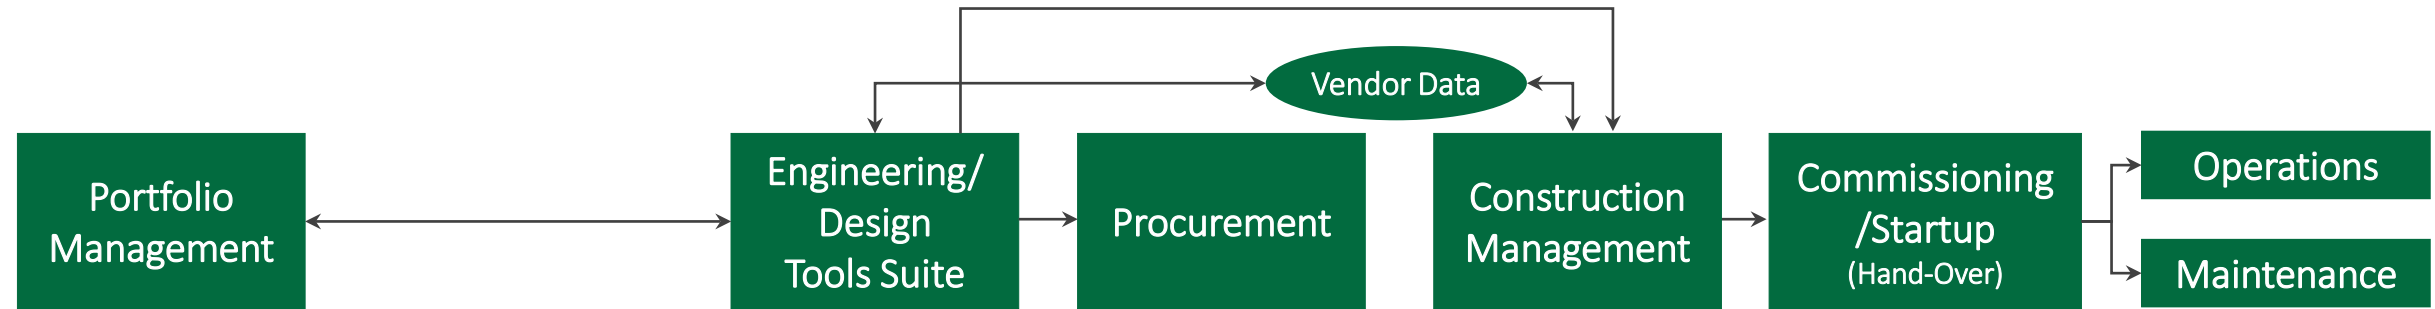 Vendor Data
Portfolio
Management
Engineering/
Design
Tools Suite
Procurement
Construction
Management
Commissioning
/Startup
(Hand-Over)
Operations
Maintenance